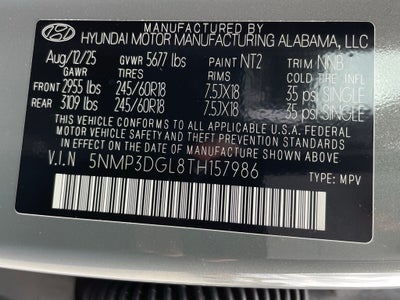 MANUFACTURED BY
HYUNDAI MOTOR MANUFACTURING ALABAMA, LLC
Aug/12/25 GVWR 5677 lbs PAINT NT2 TRIM NNB
GAWR TIRES RIMS COLD TIRE INFLATION
FRONT 2955 lbs 245/60R18 7.5JX18 35 psi SINGLE
REAR 3109 lbs 245/60R18 7.5JX18 35 psi SINGLE
THIS VEHICLE CONFORMS TO ALL APPLICABLE U.S.A. FEDERAL
MOTOR VEHICLE SAFETY AND THEFT PREVENTION STANDARDS IN
EFFECT ON THE DATE OF MANUFACTURE SHOWN ABOVE.
V.I.N 5NMP3DGL8TH157986
TYPE: MPV